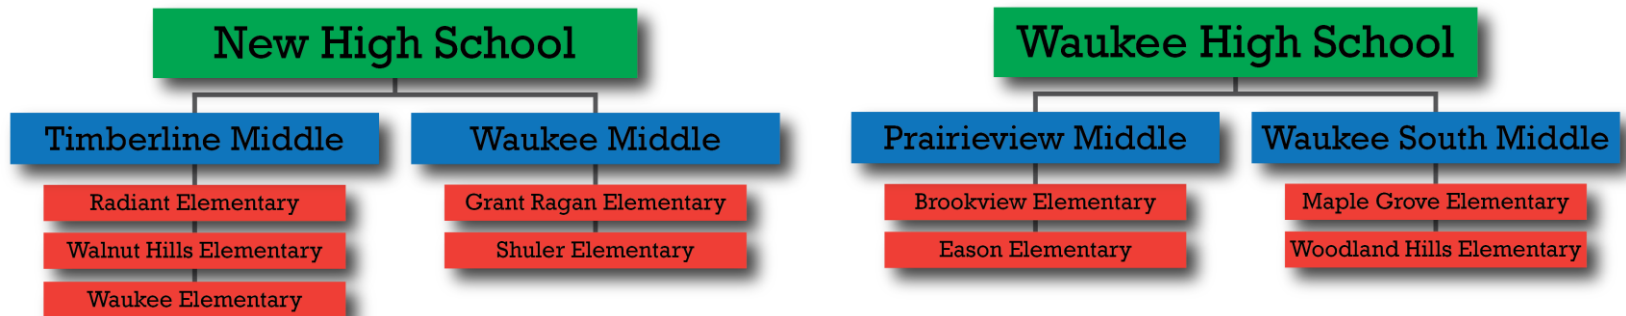 New High School
Timberline Middle
Radiant Elementary
Walnut Hills Elementary
Waukee Elementary
Waukee Middle
Grant Ragan Elementary
Shuler Elementary
Waukee High School
Prairieview Middle
Brookview Elementary
Eason Elementary
Waukee South Middle
Maple Grove Elementary
Woodland Hills Elementary